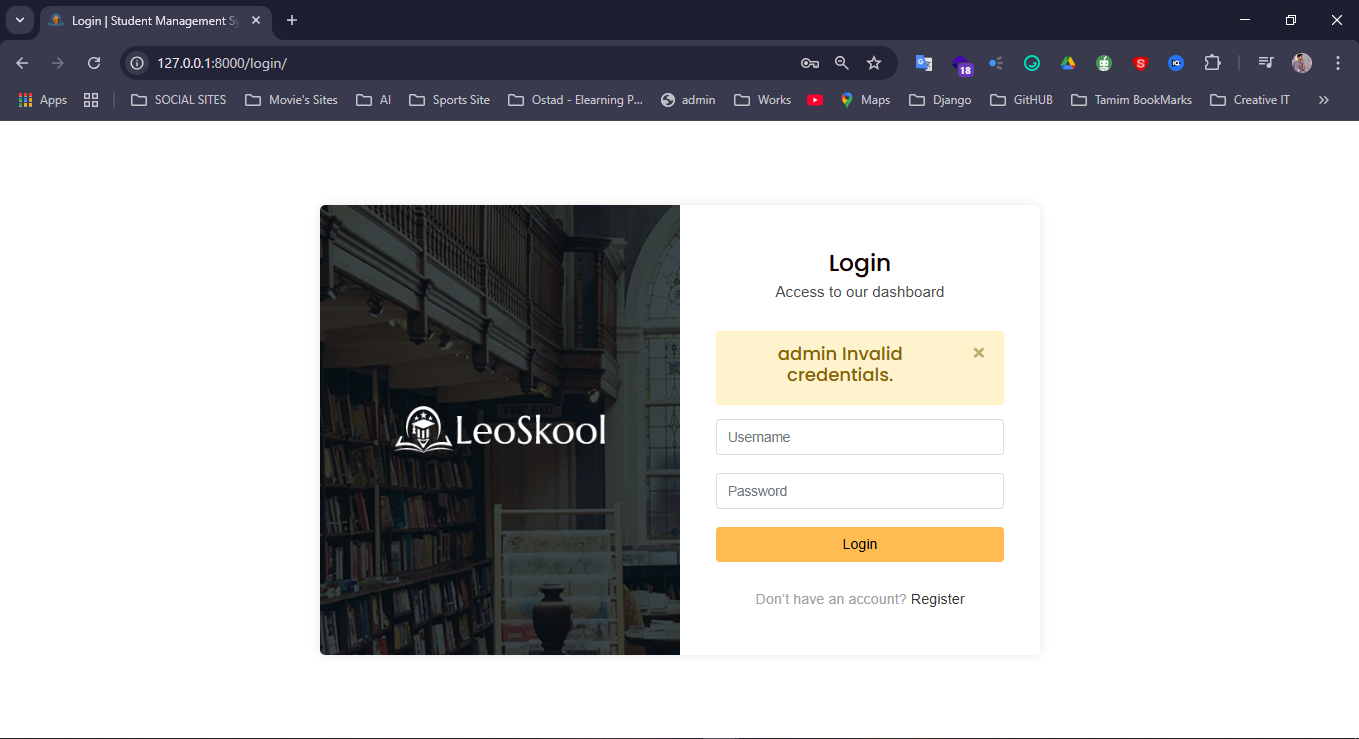 Login | Student Management Sy
127.0.0.1:8000/login/
18
Apps
SOCIAL SITES
Movie's Sites
AI
Sports Site
Ostad - Elearning P...
admin
Works
Maps
Django
GitHUB
Tamim BookMarks
Creative IT
LeoSkool
Login
Access to our dashboard
admin Invalid
credentials.
Username
Password
Login
Don't have an account? Register